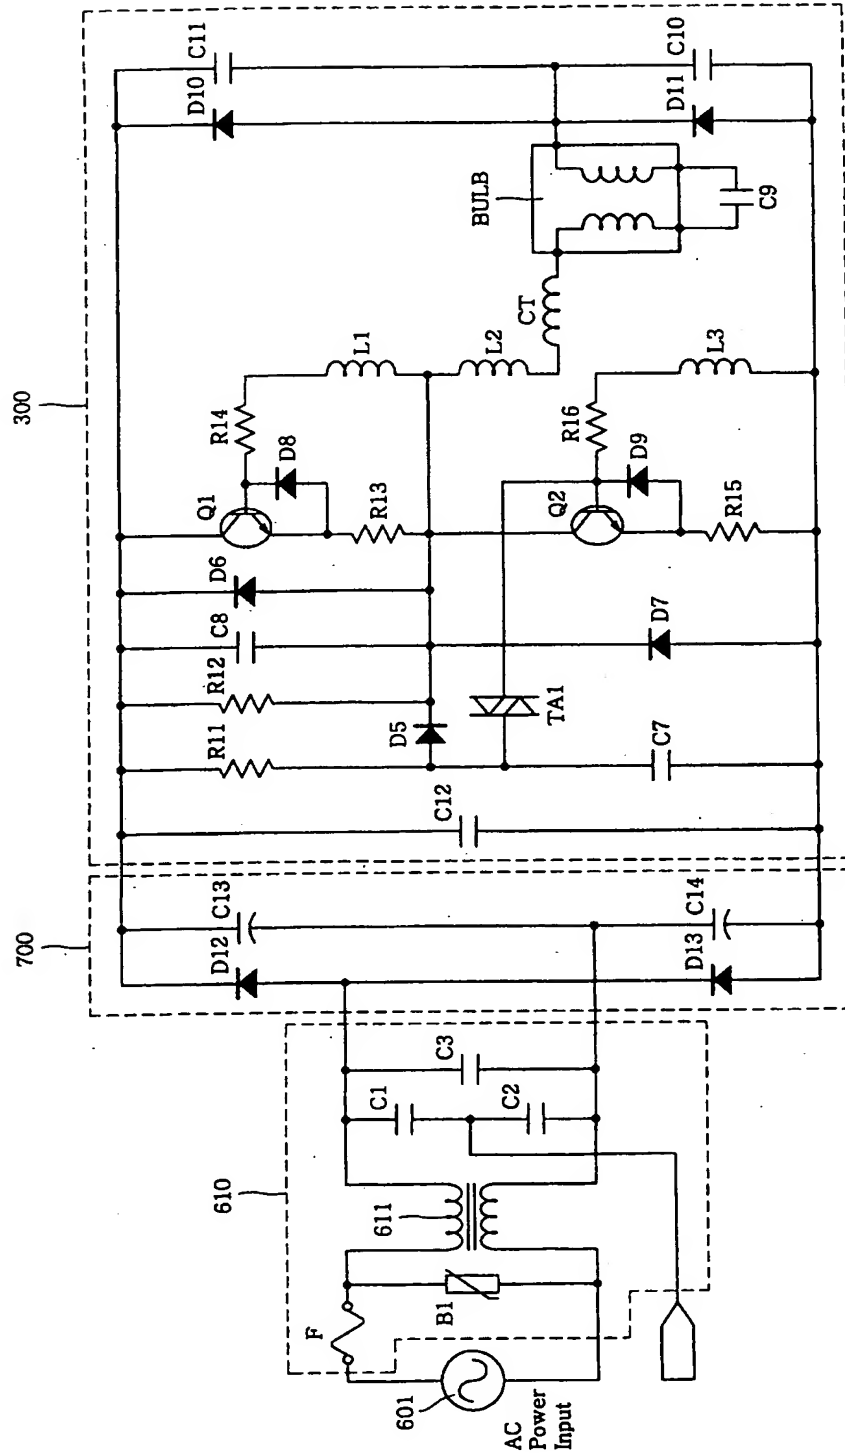 300
700
610
C11
D10
C10
D11
BULB
C9
CT
L1
L2
L3
R14
D8
Q1
R13
R16
D9
Q2
R15
D6
C8
D7
R12
R11
D5
TA1
C7
C12
C13
D12
C14
D13
C3
C1
C2
611
F
B1
601
AC
Power
Input